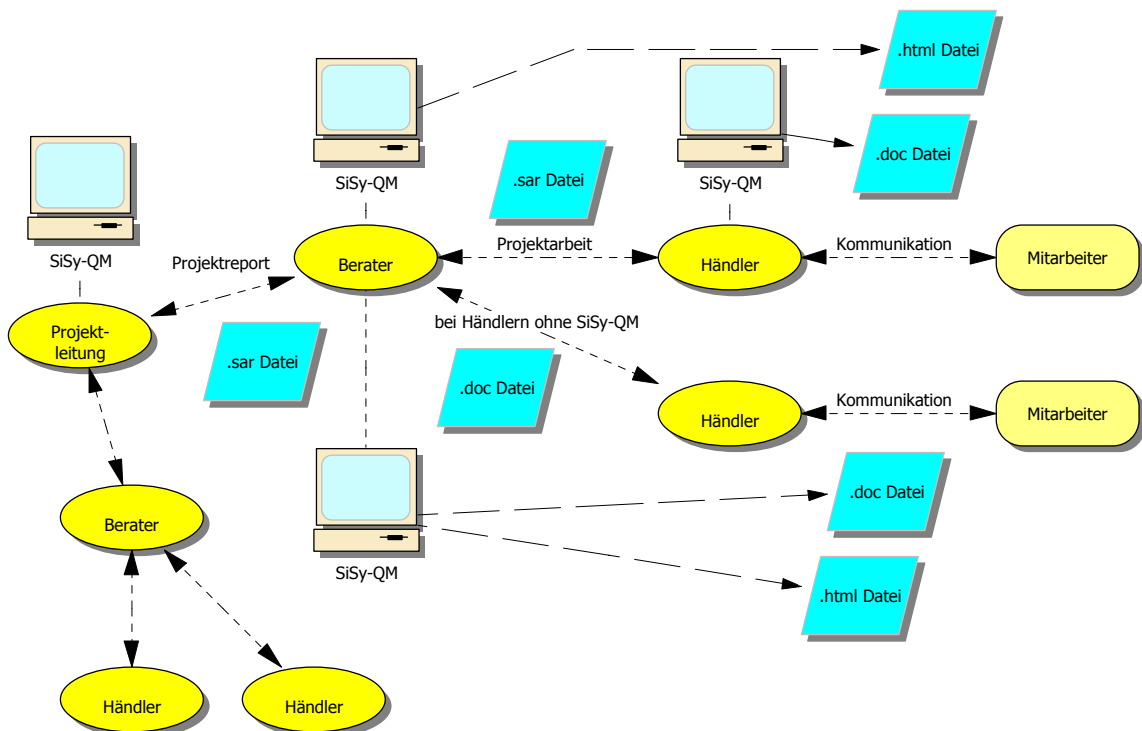 .html Datei
.doc Datei
.sar Datei
SiSy-QM
SiSy-QM
SiSy-QM
Projektreport
Berater
Projektarbeit
Händler
Kommunikation
Mitarbeiter
Projekt-
leitung
.sar Datei
bei Händlern ohne SiSy-QM
.doc Datei
Händler
Kommunikation
Mitarbeiter
Berater
SiSy-QM
.doc Datei
.html Datei
Händler
Händler